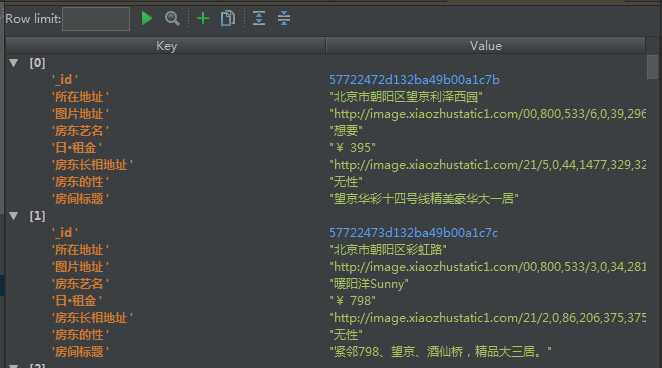 Row limit:
Key Value
[0]
'_id ' 57722472d132ba49b00a1c7b
'所在地址 ' "北京市朝阳区望京利泽西园"
'图片地址 ' "http://image.xiaozhustatic1.com/00,800,533/6,0,39,296
'房东艺名 ' "想要"
'日•租金 ' "￥ 395"
'房东长相地址 ' "http://image.xiaozhustatic1.com/21/5,0,44,1477,329,32
'房东的性 ' "无性"
'房间标题 ' "望京华彩十四号线精美豪华大一居"
[1]
'_id ' 57722473d132ba49b00a1c7c
'所在地址 ' "北京市朝阳区彩虹路"
'图片地址 ' "http://image.xiaozhustatic1.com/00,800,533/3,0,34,281
'房东艺名 ' "暖阳洋Sunny"
'日•租金 ' "￥ 798"
'房东长相地址 ' "http://image.xiaozhustatic1.com/21/2,0,86,206,375,375
'房东的性 ' "无性"
'房间标题 ' "紧邻798、望京、酒仙桥，精品大三居。"